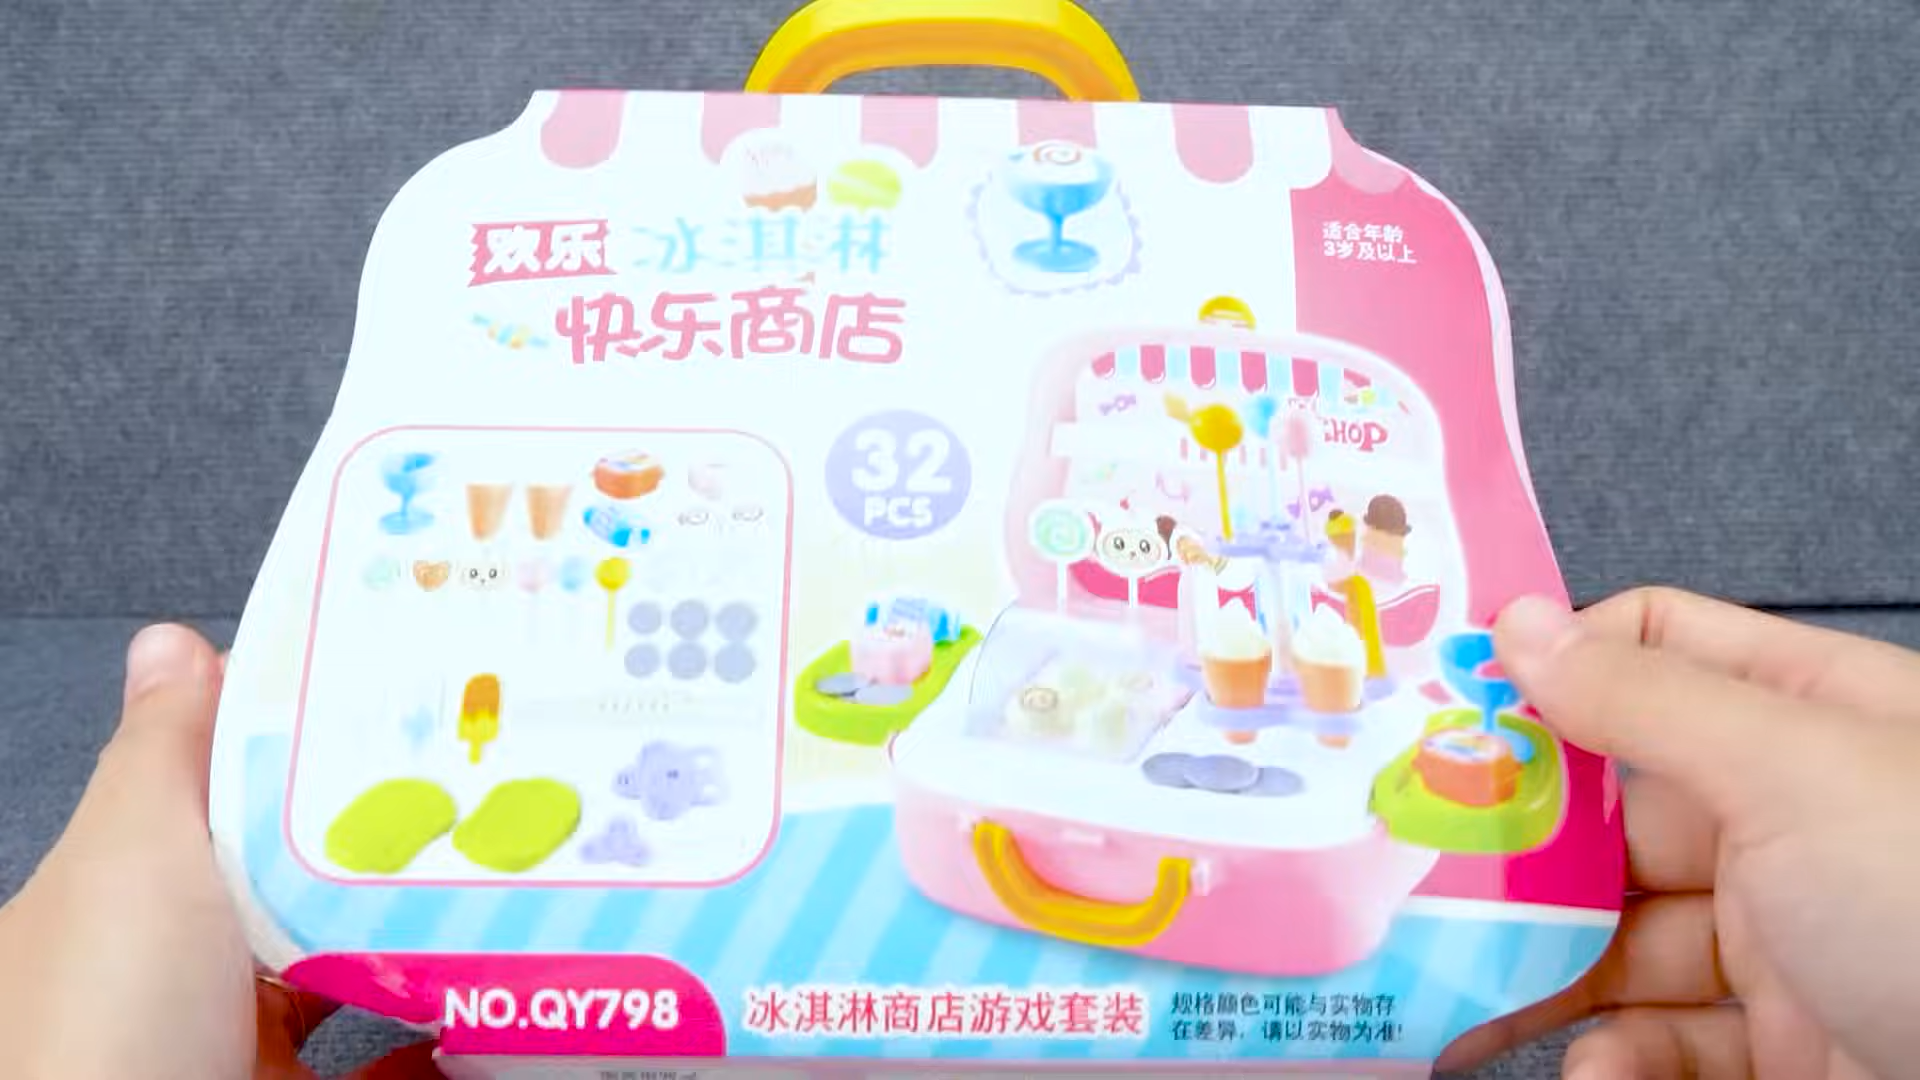 欢乐 冰淇淋
快乐商店
适合年龄
3岁及以上
32
PCS
SHOP
NO.QY798
冰淇淋商店游戏套装
规格颜色可能与实物存
在差异，请以实物为准!